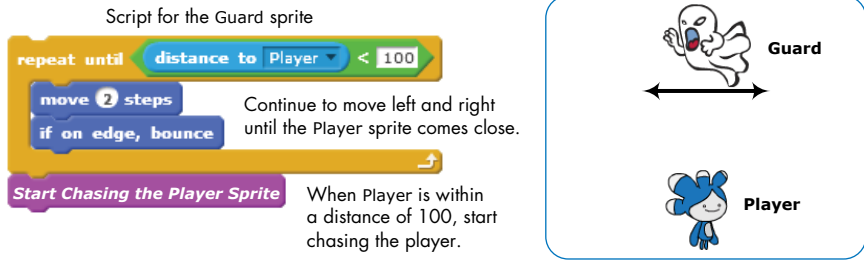 Script for the Guard sprite
repeat until distance to Player < 100
move 2 steps
if on edge, bounce
Continue to move left and right
until the Player sprite comes close.
Start Chasing the Player Sprite
When Player is within
a distance of 100, start
chasing the player.
Guard
Player